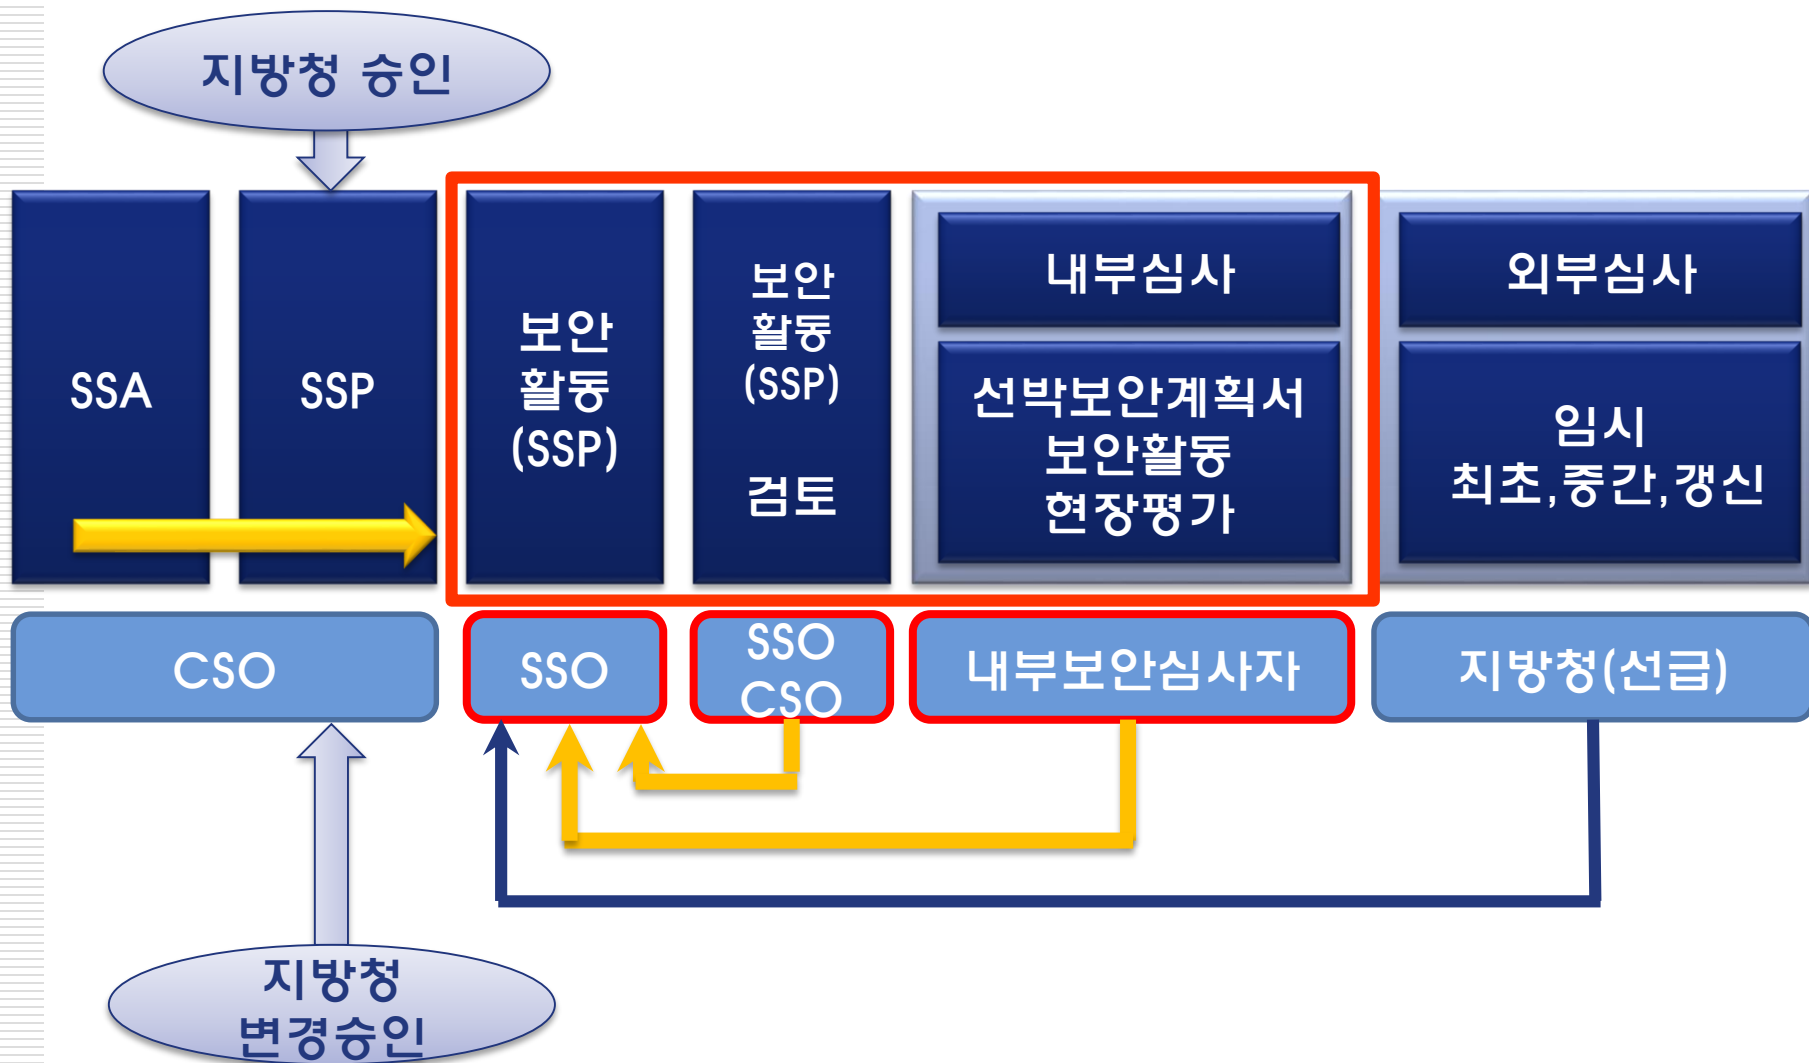 지방청 승인
SSA
SSP
보안
활동
(SSP)
보안
활동
(SSP)
검토
내부심사
선박보안계획서
보안활동
현장평가
외부심사
임시
최초,중간,갱신
CSO
SSO
SSO
CSO
내부보안심사자
지방청(선급)
지방청
변경승인